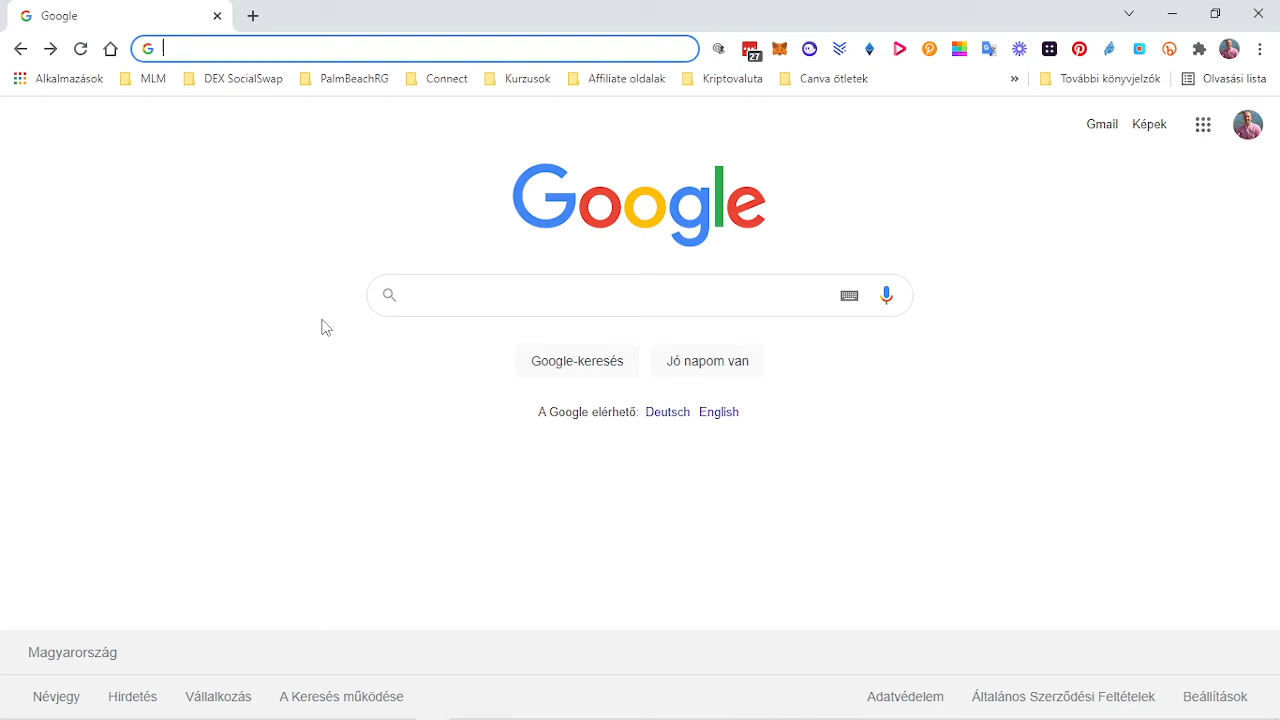 Google
27
Alkalmazások MLM DEX SocialSwap PalmBeachRG Connect Kurzusok Affiliate oldalak Kriptovaluta Canva ötletek » További könyvjelzők Olvasási lista
Gmail Képek
Google
Google-keresés Jó napom van
A Google elérhető: Deutsch English
Magyarország
Névjegy Hirdetés Vállalkozás A Keresés működése Adatvédelem Általános Szerződési Feltételek Beállítások